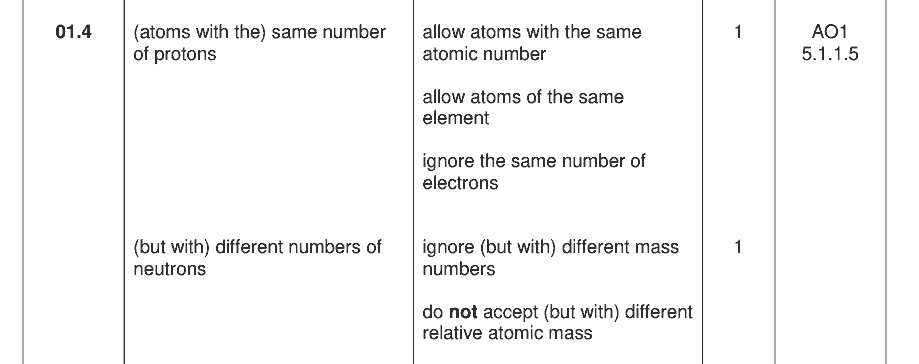 01.4
(atoms with the) same number
of protons
allow atoms with the same
atomic number
allow atoms of the same
element
ignore the same number of
electrons
1
AO1
5.1.1.5
(but with) different numbers of
neutrons
ignore (but with) different mass
numbers
do not accept (but with) different
relative atomic mass
1